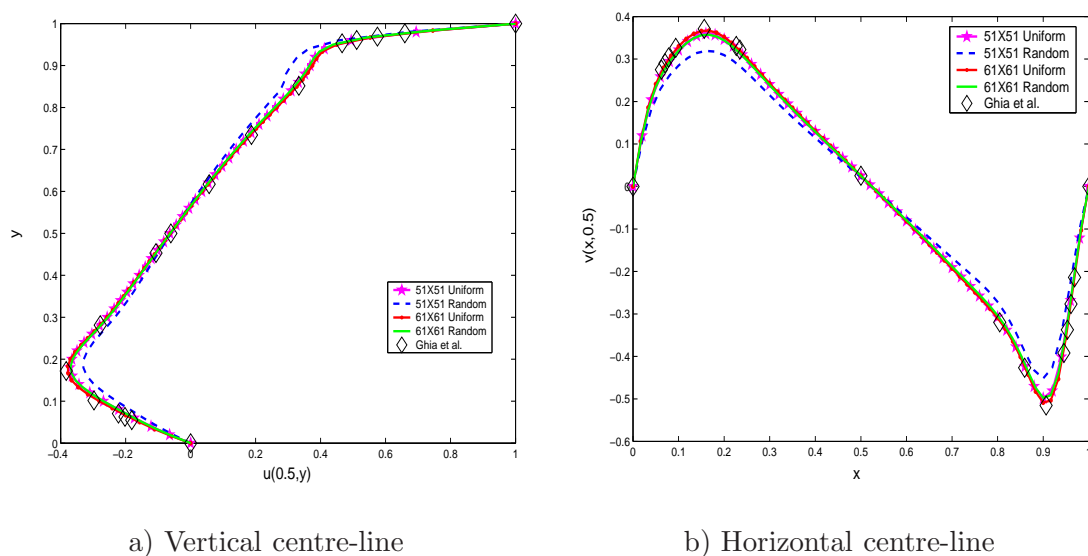 1
0.9
0.8
0.7
0.6
0.5
0.4
0.3
0.2
0.1
0
y
−0.4 −0.2 0 0.2 0.4 0.6 0.8 1
u(0.5,y)
51X51 Uniform
51X51 Random
61X61 Uniform
61X61 Random
Ghia et al.
0.4
0.3
0.2
0.1
0
−0.1
−0.2
−0.3
−0.4
−0.5
−0.6
v(x,0.5)
0 0.1 0.2 0.3 0.4 0.5 0.6 0.7 0.8 0.9 1
x
51X51 Uniform
51X51 Random
61X61 Uniform
61X61 Random
Ghia et al.
a) Vertical centre-line
b) Horizontal centre-line